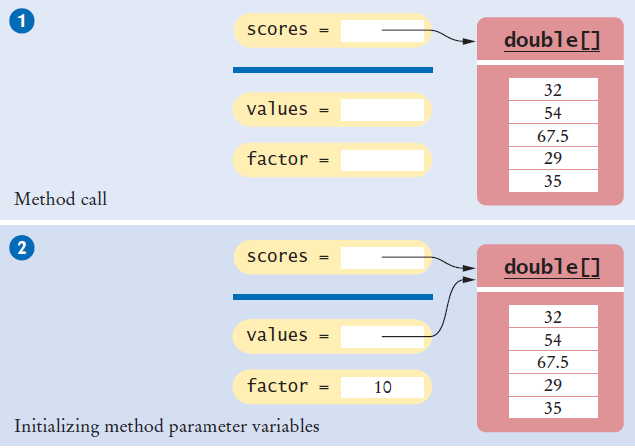 1
scores =
double[]
32
values =
54
67.5
factor =
29
35
Method call
2
scores =
double[]
32
values =
54
67.5
factor = 10
29
35
Initializing method parameter variables